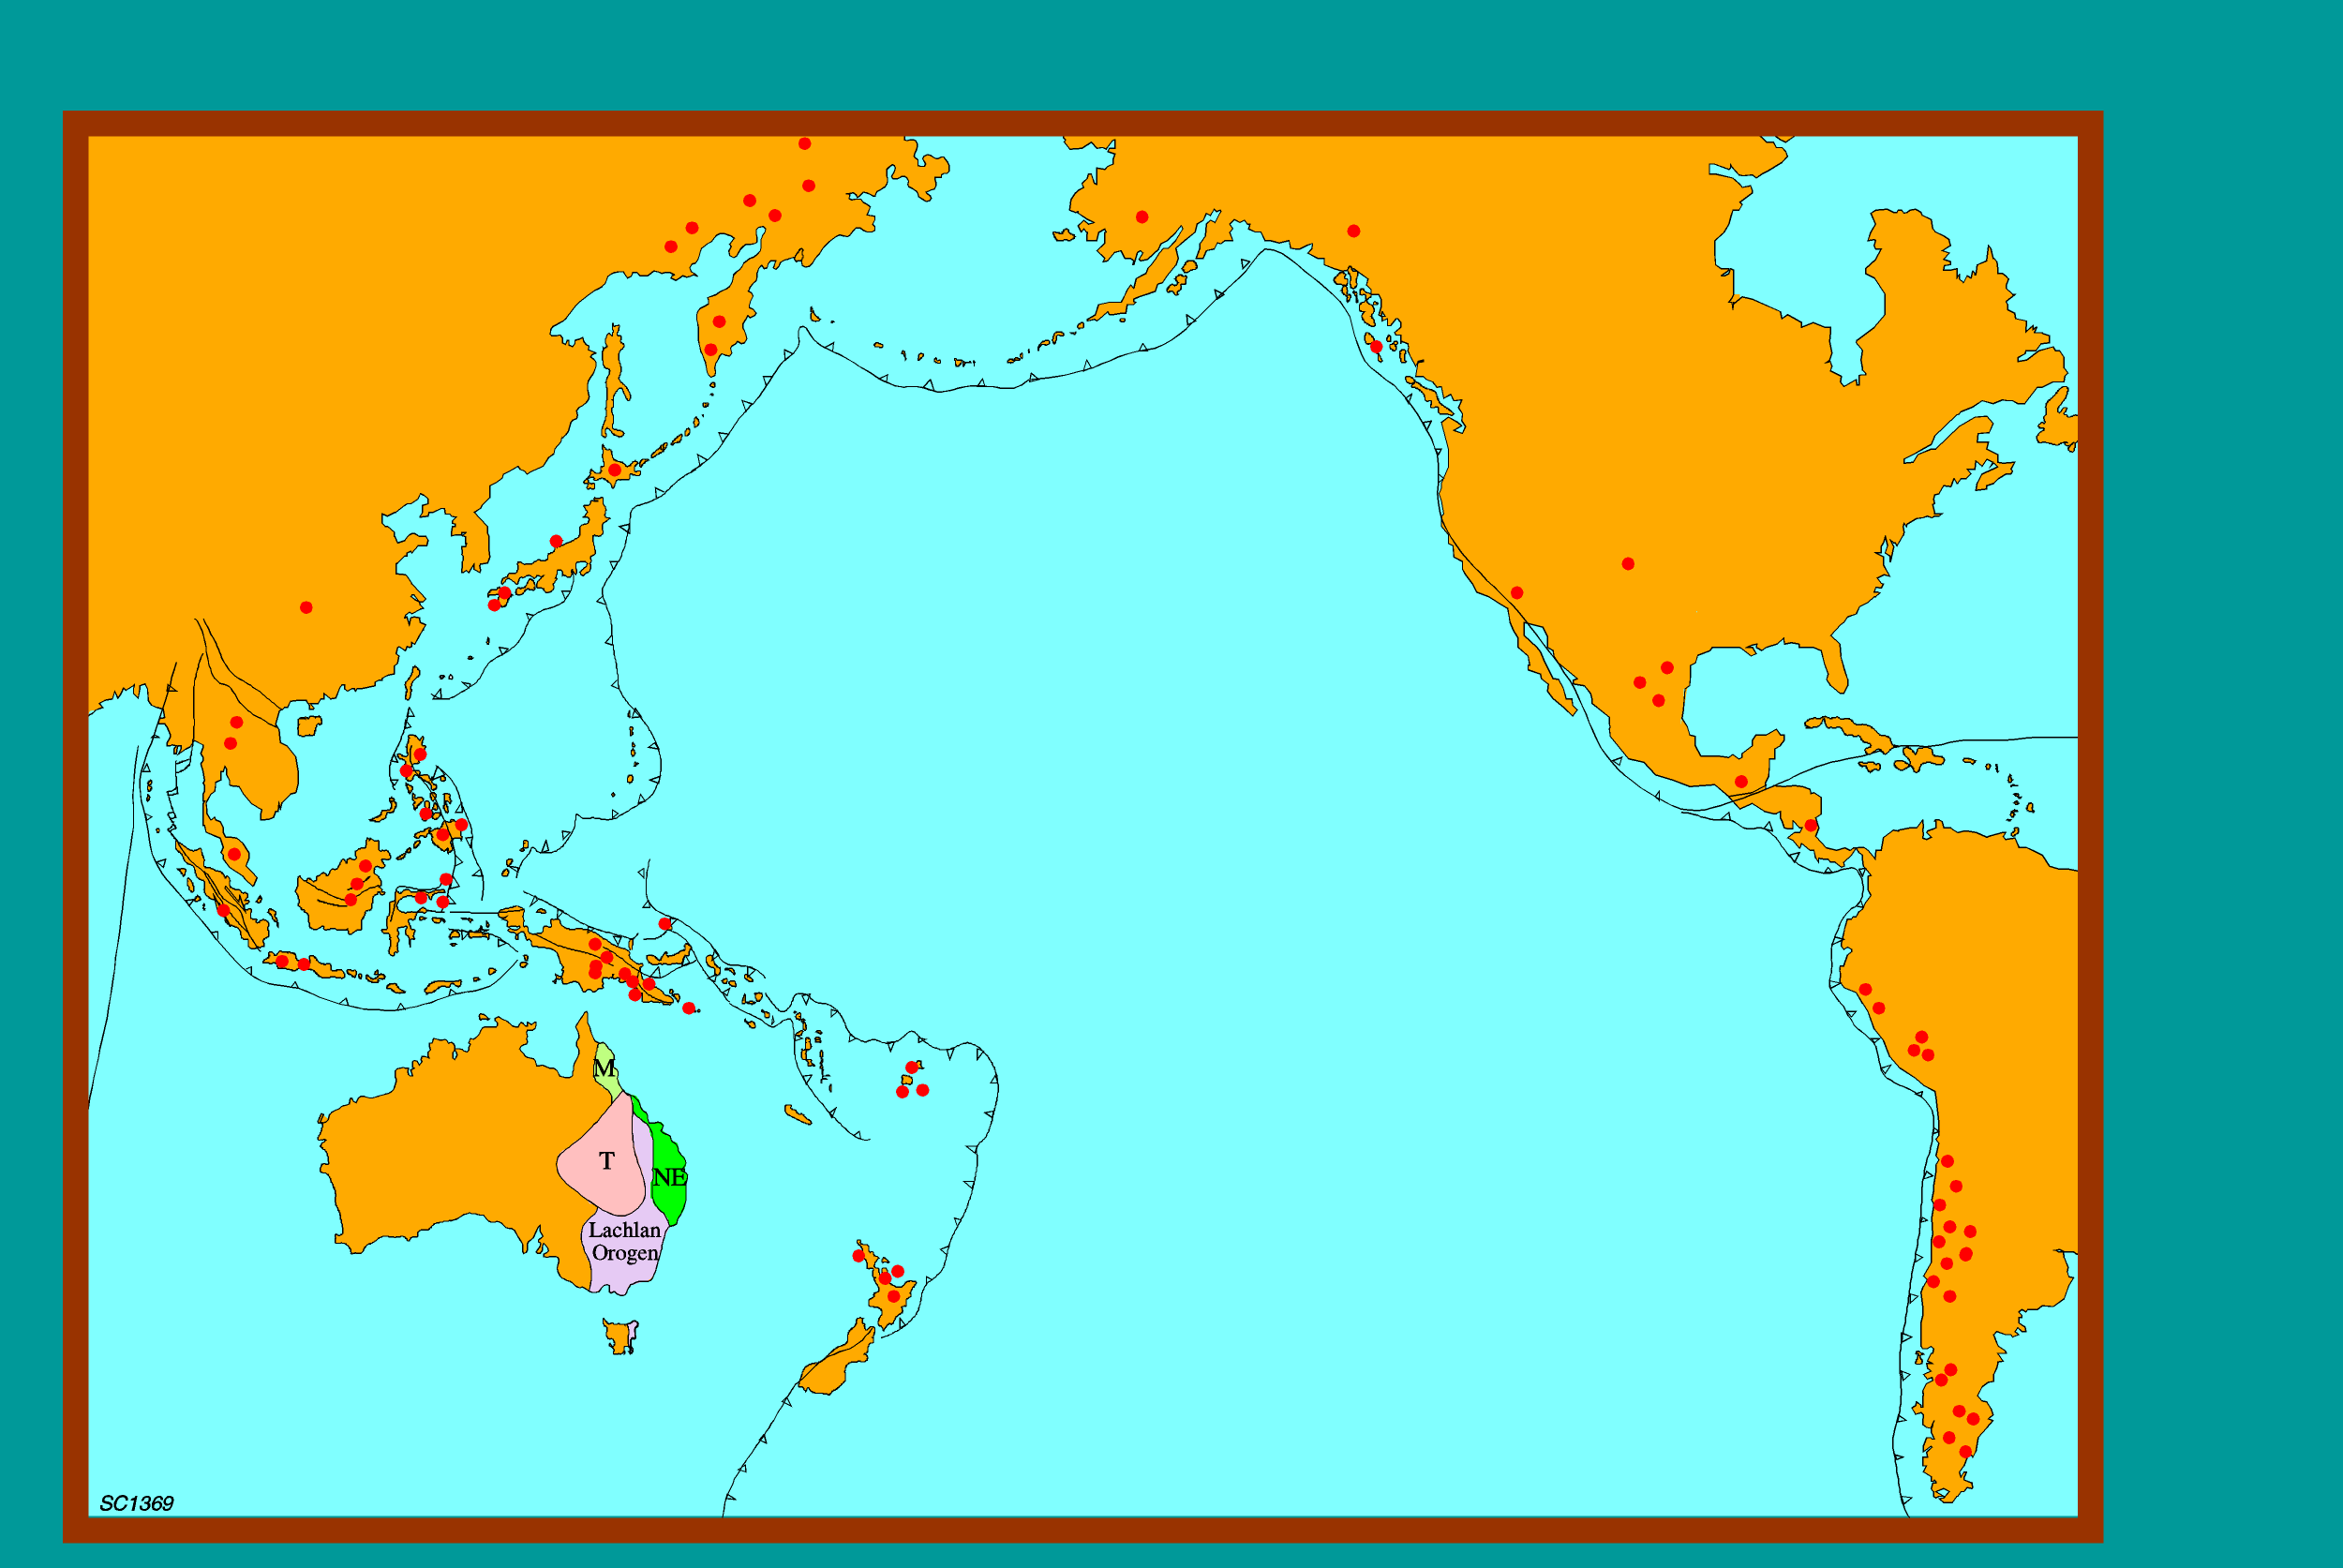 M
T
NE
Lachlan
Orogen
SC1369